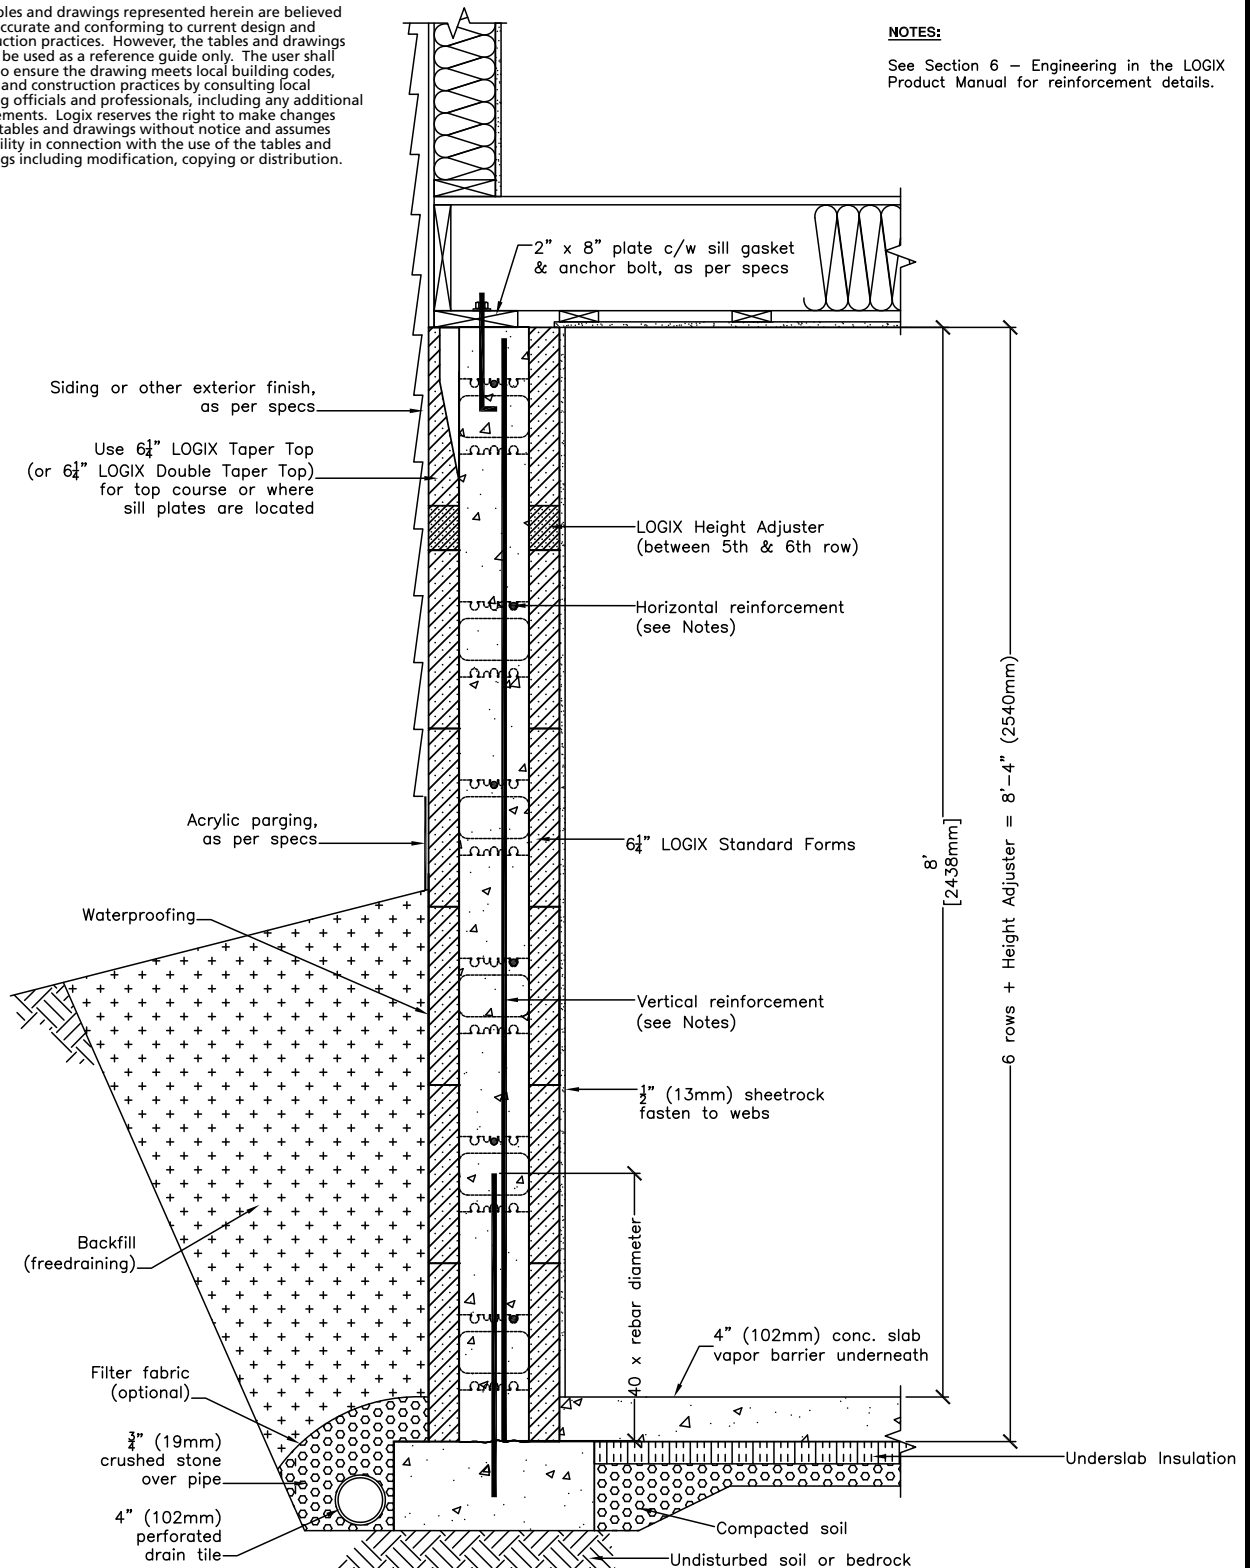 bles and drawings represented herein are believed
ccurate and conforming to current design and
uction practices. However, the tables and drawings
be used as a reference guide only. The user shall
o ensure the drawing meets local building codes,
and construction practices by consulting local
g officials and professionals, including any additional
ements. Logix reserves the right to make changes
tables and drawings without notice and assumes
ility in connection with the use of the tables and
gs including modification, copying or distribution.
NOTES:
See Section 6 – Engineering in the LOGIX
Product Manual for reinforcement details.
2" x 8" plate c/w sill gasket
& anchor bolt, as per specs
Siding or other exterior finish,
as per specs
Use 6¼" LOGIX Taper Top
(or 6¼" LOGIX Double Taper Top)
for top course or where
sill plates are located
LOGIX Height Adjuster
(between 5th & 6th row)
Horizontal reinforcement
(see Notes)
Acrylic parging,
as per specs
6¼" LOGIX Standard Forms
8'
[2438mm]
6 rows + Height Adjuster = 8'-4" (2540mm)
Waterproofing
Vertical reinforcement
(see Notes)
½" (13mm) sheetrock
fasten to webs
Backfill
(freedraining)
40 x rebar diameter
4" (102mm) conc. slab
vapor barrier underneath
Filter fabric
(optional)
¾" (19mm)
crushed stone
over pipe
Underslab Insulation
4" (102mm)
perforated
drain tile
Compacted soil
Undisturbed soil or bedrock